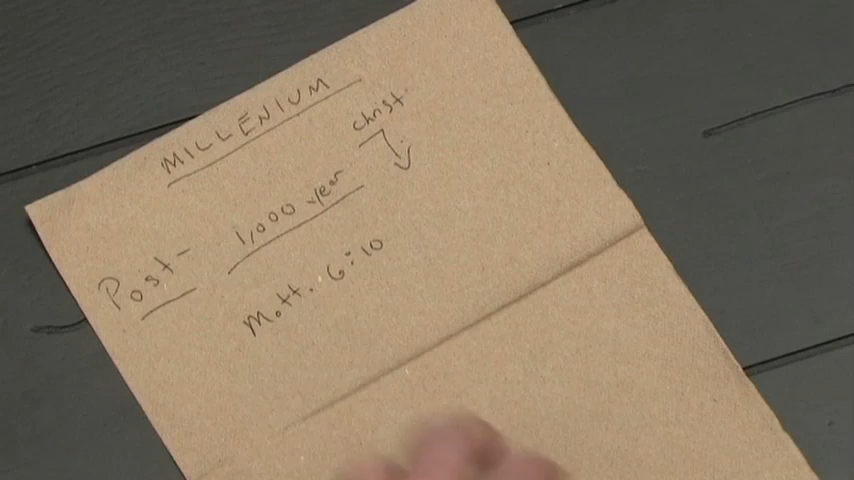 MILLENIUM
Christ
Post- 1,000 year
Matt. 6:10